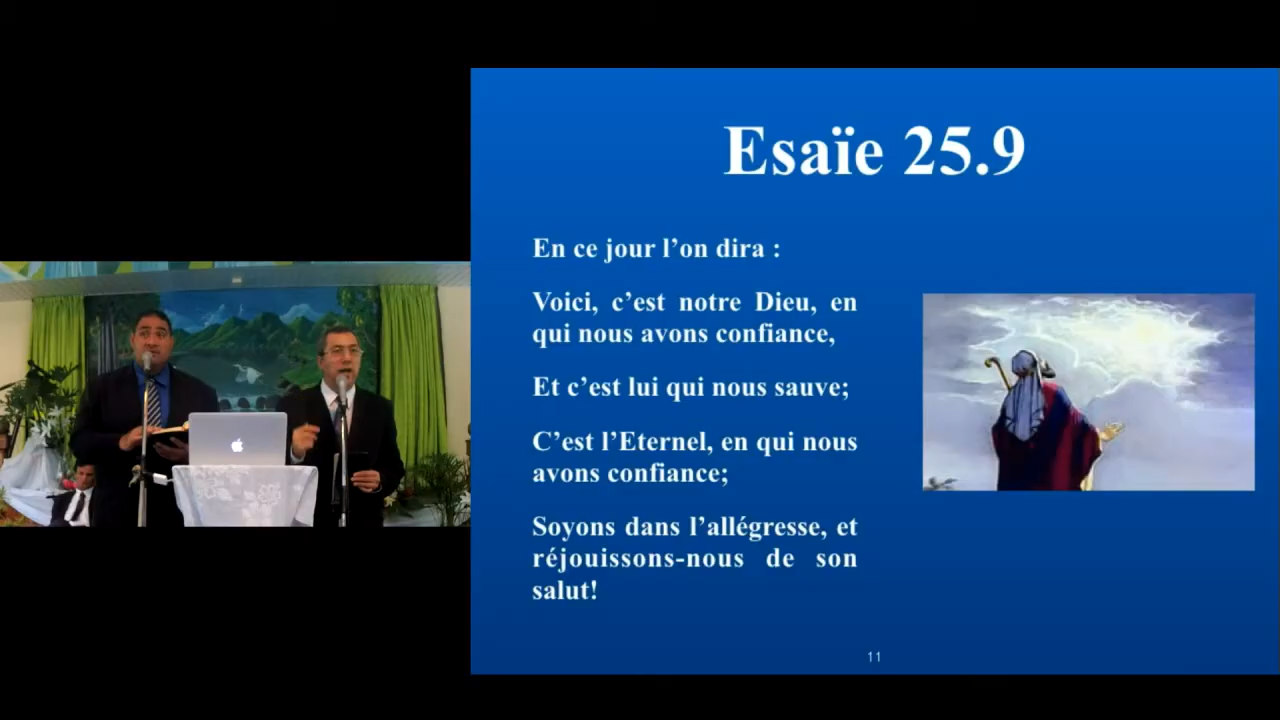 Esaïe 25.9
En ce jour l’on dira :
Voici, c’est notre Dieu, en
qui nous avons confiance,
Et c’est lui qui nous sauve;
C’est l’Eternel, en qui nous
avons confiance;
Soyons dans l’allégresse, et
réjouissons-nous de son
salut!
11